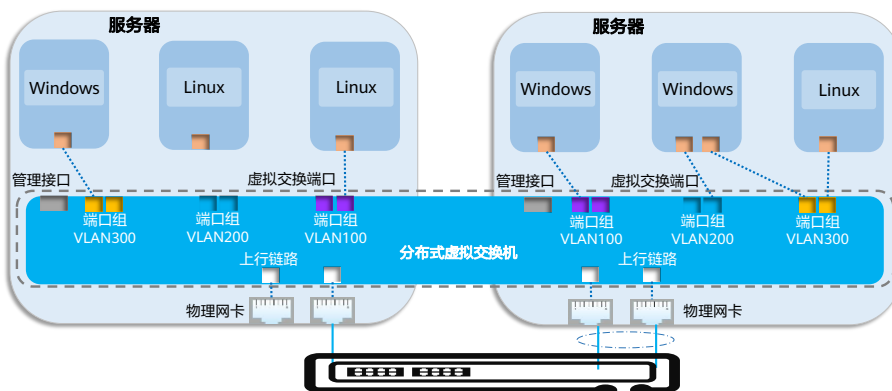 服务器
服务器
Windows
Linux
Linux
Windows
Windows
Linux
管理接口
虚拟交换端口
管理接口
虚拟交换端口
端口组
VLAN300
端口组
VLAN200
端口组
VLAN100
端口组
VLAN100
端口组
VLAN200
端口组
VLAN300
分布式虚拟交换机
上行链路
上行链路
物理网卡
物理网卡